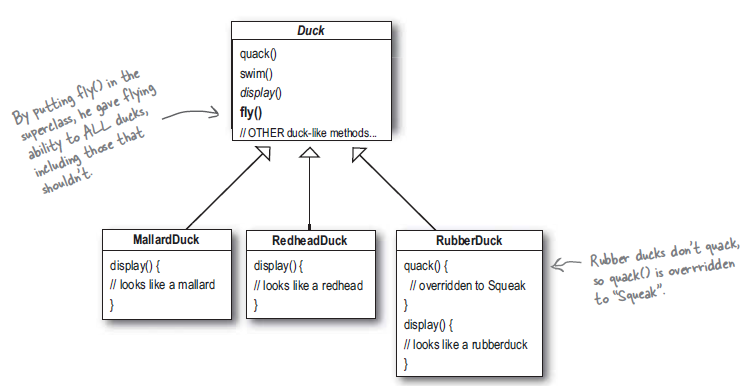 Duck
quack()
swim()
display()
fly()
// OTHER duck-like methods...
By putting fly() in the
superclass, he gave flying
ability to ALL ducks,
including those that
shouldn't.
MallardDuck
display() {
// looks like a mallard
}
RedheadDuck
display() {
// looks like a redhead
}
RubberDuck
quack() {
// overridden to Squeak
}
display() {
// looks like a rubberduck
}
Rubber ducks don't quack,
so quack() is overrridden
to "Squeak".